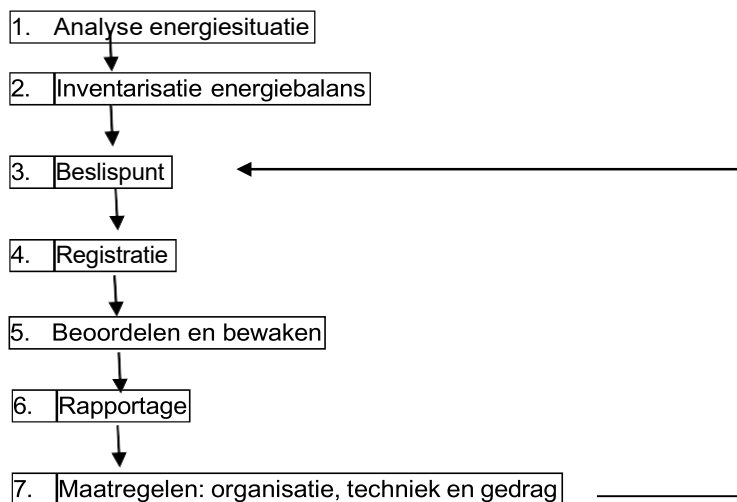 1. Analyse energiesituatie
2. Inventarisatie energiebalans
3. Beslispunt
4. Registratie
5. Beoordelen en bewaken
6. Rapportage
7. Maatregelen: organisatie, techniek en gedrag